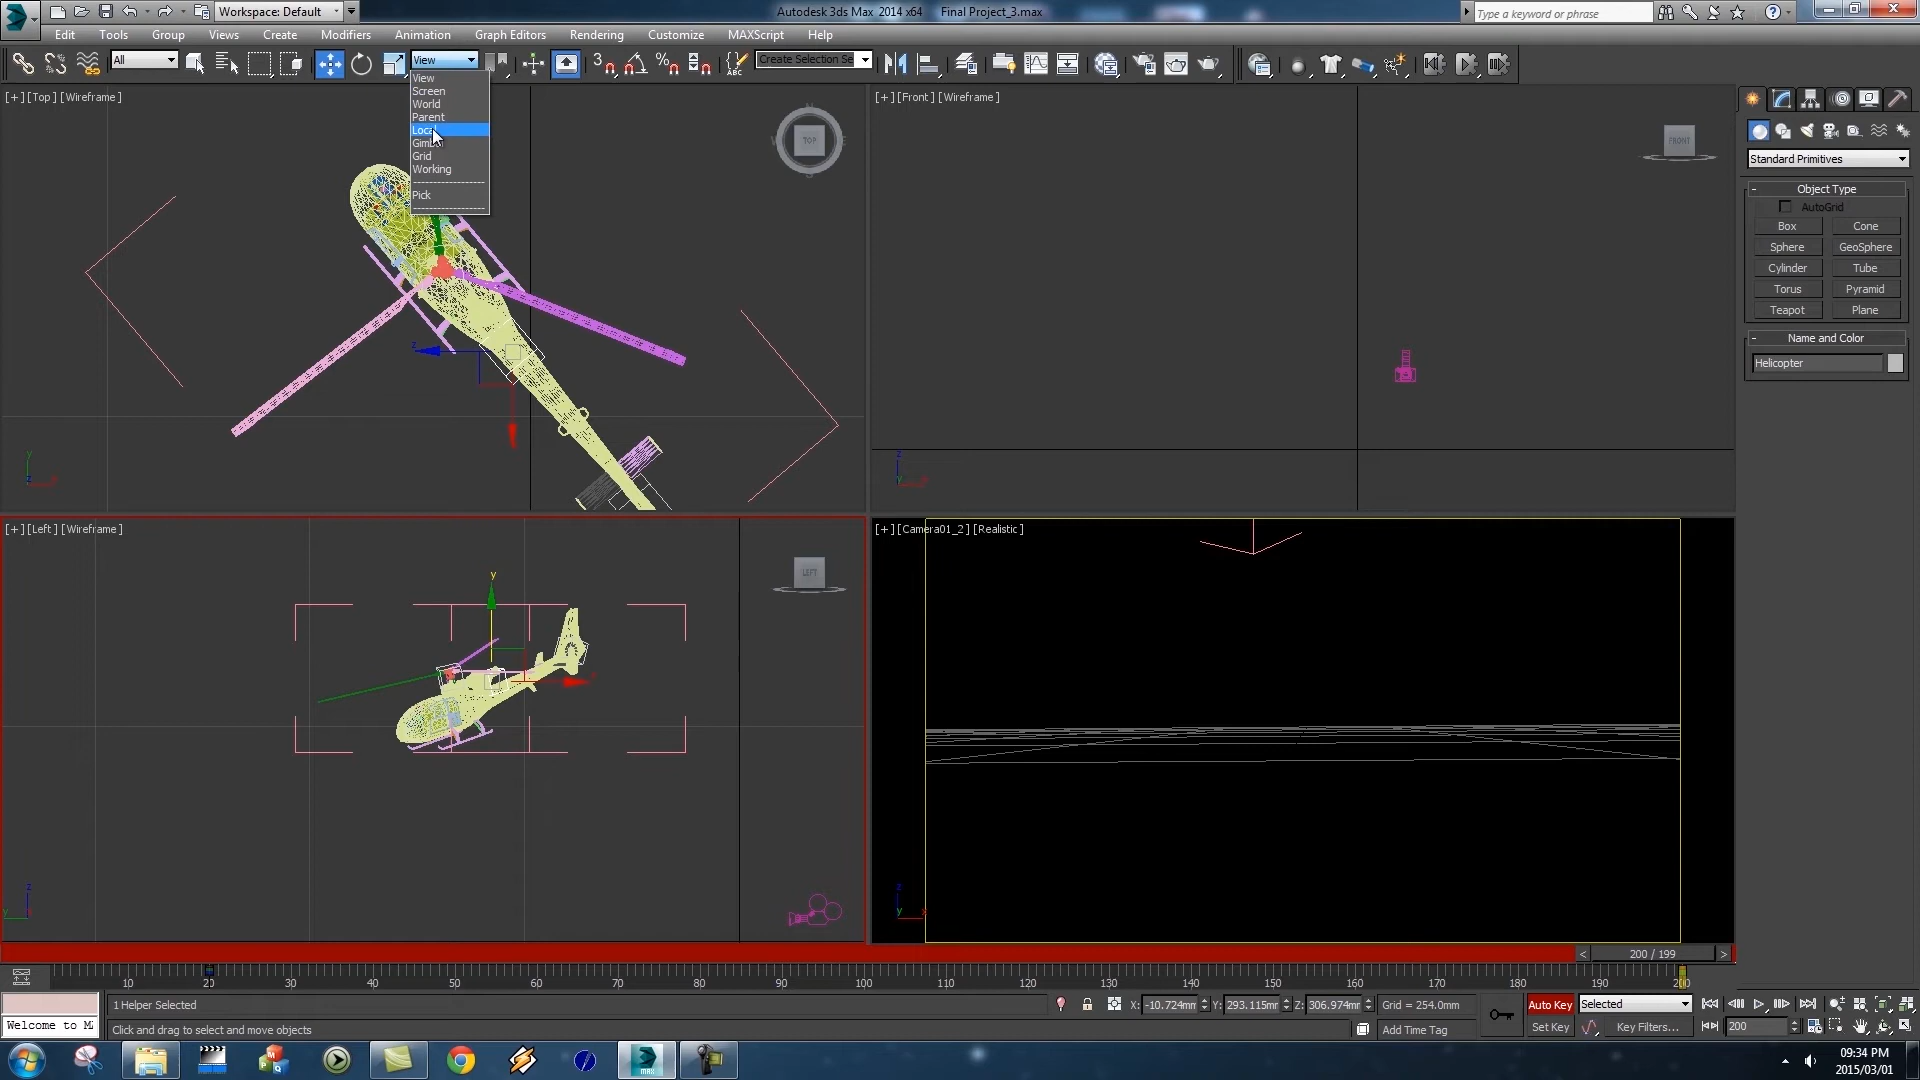 Workspace: Default
Autodesk 3ds Max  2014 x64    Final Project_3.max
Type a keyword or phrase
Edit
Tools
Group
Views
Create
Modifiers
Animation
Graph Editors
Rendering
Customize
MAXScript
Help
All
View
Create Selection Se
View
Screen
World
Parent
Local
Grid
Working
Pick
[+] [Top] [Wireframe]
TOP
[+] [Front] [Wireframe]
FRONT
Standard Primitives
Object Type
AutoGrid
Box
Cone
Sphere
GeoSphere
Cylinder
Tube
Torus
Pyramid
Teapot
Plane
Name and Color
Helicopter
[+] [Left] [Wireframe]
LEFT
[+] [Camera01_2] [Realistic]
200 / 199
10 20 30 40 50 60 70 80 90 100 110 120 130 140 150 160 170 180 190 200
1 Helper Selected
X: -10.724mm Y: 293.115mm Z: 306.974mm Grid = 254.0mm
Auto Key
Selected
Welcome to M
Click and drag to select and move objects
Add Time Tag
Set Key
Key Filters...
200
09:34 PM
2015/03/01